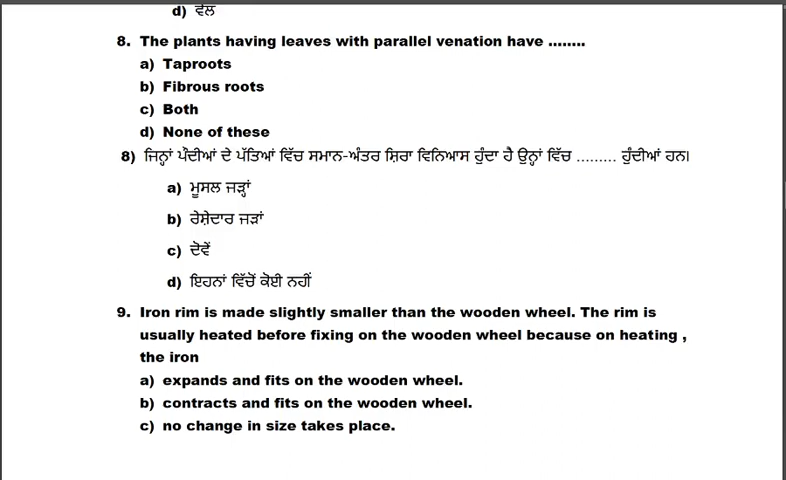 d) ਵੇਲ
8. The plants having leaves with parallel venation have ........
a) Taproots
b) Fibrous roots
c) Both
d) None of these
8) ਜਿਨ੍ਹਾਂ ਪੌਦੀਆਂ ਦੇ ਪੱਤਿਆਂ ਵਿੱਚ ਸਮਾਨ-ਅੰਤਰ ਸ਼ਿਰਾ ਵਿਨਿਆਸ ਹੁੰਦਾ ਹੈ ਉਨ੍ਹਾਂ ਵਿੱਚ ......... ਹੁੰਦੀਆਂ ਹਨ।
a) ਮੂਸਲ ਜੜ੍ਹਾਂ
b) ਰੇਸ਼ੇਦਾਰ ਜੜਾਂ
c) ਦੋਵੇਂ
d) ਇਹਨਾਂ ਵਿੱਚੋਂ ਕੋਈ ਨਹੀਂ
9. Iron rim is made slightly smaller than the wooden wheel. The rim is
usually heated before fixing on the wooden wheel because on heating ,
the iron
a) expands and fits on the wooden wheel.
b) contracts and fits on the wooden wheel.
c) no change in size takes place.